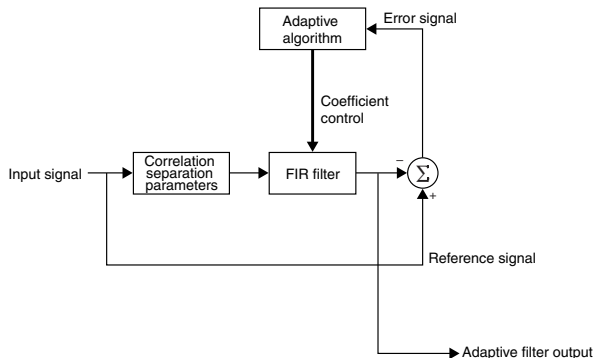 Adaptive
algorithm
Error signal
Coefficient
control
Input signal
Correlation
separation
parameters
FIR filter
−
Σ
+
Reference signal
Adaptive filter output